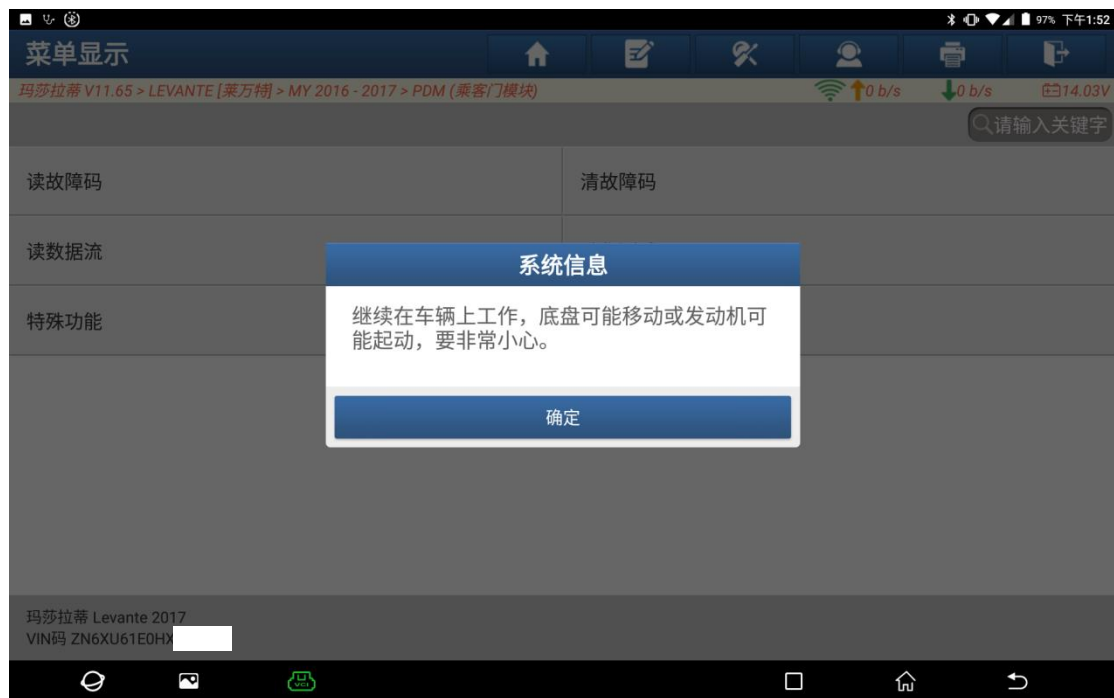 97% 下午1:52
菜单显示
玛莎拉蒂 V11.65 > LEVANTE [莱万特] > MY 2016 - 2017 > PDM (乘客门模块)
0 b/s
0 b/s
14.03V
请输入关键字
读故障码
清故障码
读数据流
系统信息
特殊功能
继续在车辆上工作，底盘可能移动或发动机可
能起动，要非常小心。
确定
玛莎拉蒂 Levante 2017
VIN码 ZN6XU61E0HX
VCI